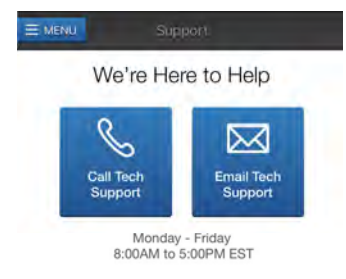 MENU
Support
We're Here to Help
Call Tech
Support
Email Tech
Support
Monday - Friday
8:00AM to 5:00PM EST